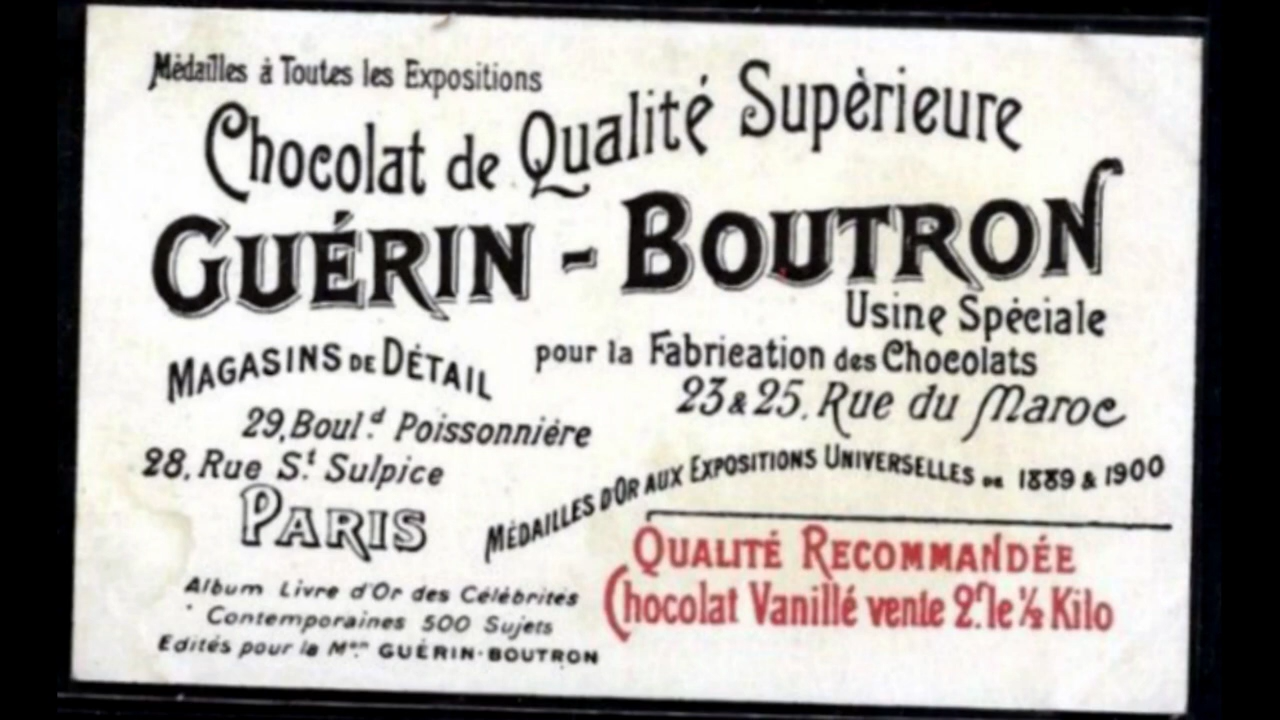 Médailles à Toutes les Expositions
Chocolat de Qualité Supèrieure
GUÉRIN - BOUTRON
Usine Spéciale
pour la Fabrication des Chocolats
23 & 25, Rue du Maroc
MAGASINS DE DÉTAIL
29, Boul.d Poissonnière
28, Rue St. Sulpice
PARIS
MÉDAILLES D'OR AUX EXPOSITIONS UNIVERSELLES DE 1889 & 1900
QUALITÉ RECOMMANDÉE
Chocolat Vanillé vente 2.f le ½ Kilo
Album Livre d'Or des Célébrités
Contemporaines 500 Sujets
Edités pour la Mon GUÉRIN-BOUTRON